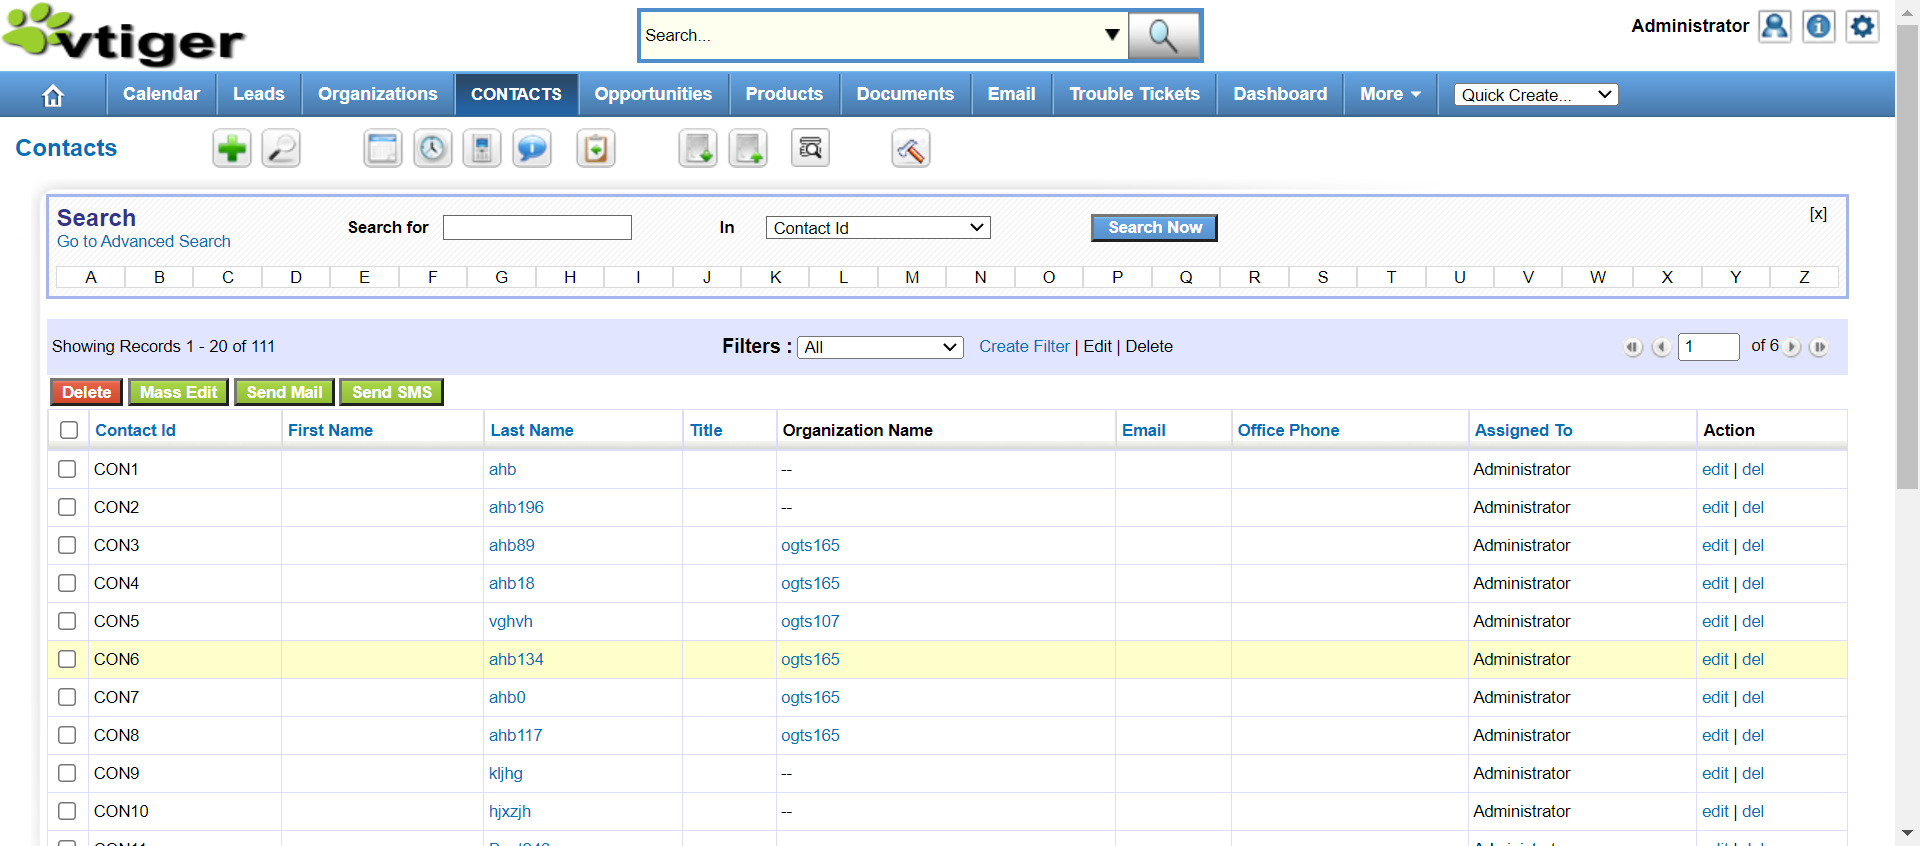 vtiger
Search...
Administrator
Calendar Leads Organizations CONTACTS Opportunities Products Documents Email Trouble Tickets Dashboard More Quick Create...
Contacts
Search
Go to Advanced Search
Search for In Contact Id Search Now [x]
A B C D E F G H I J K L M N O P Q R S T U V W X Y Z
Showing Records 1 - 20 of 111 Filters : All Create Filter | Edit | Delete 1 of 6
Delete Mass Edit Send Mail Send SMS
Contact Id First Name Last Name Title Organization Name Email Office Phone Assigned To Action
CON1 ahb -- Administrator edit | del
CON2 ahb196 -- Administrator edit | del
CON3 ahb89 ogts165 Administrator edit | del
CON4 ahb18 ogts165 Administrator edit | del
CON5 vghvh ogts107 Administrator edit | del
CON6 ahb134 ogts165 Administrator edit | del
CON7 ahb0 ogts165 Administrator edit | del
CON8 ahb117 ogts165 Administrator edit | del
CON9 kljhg -- Administrator edit | del
CON10 hjxzjh -- Administrator edit | del